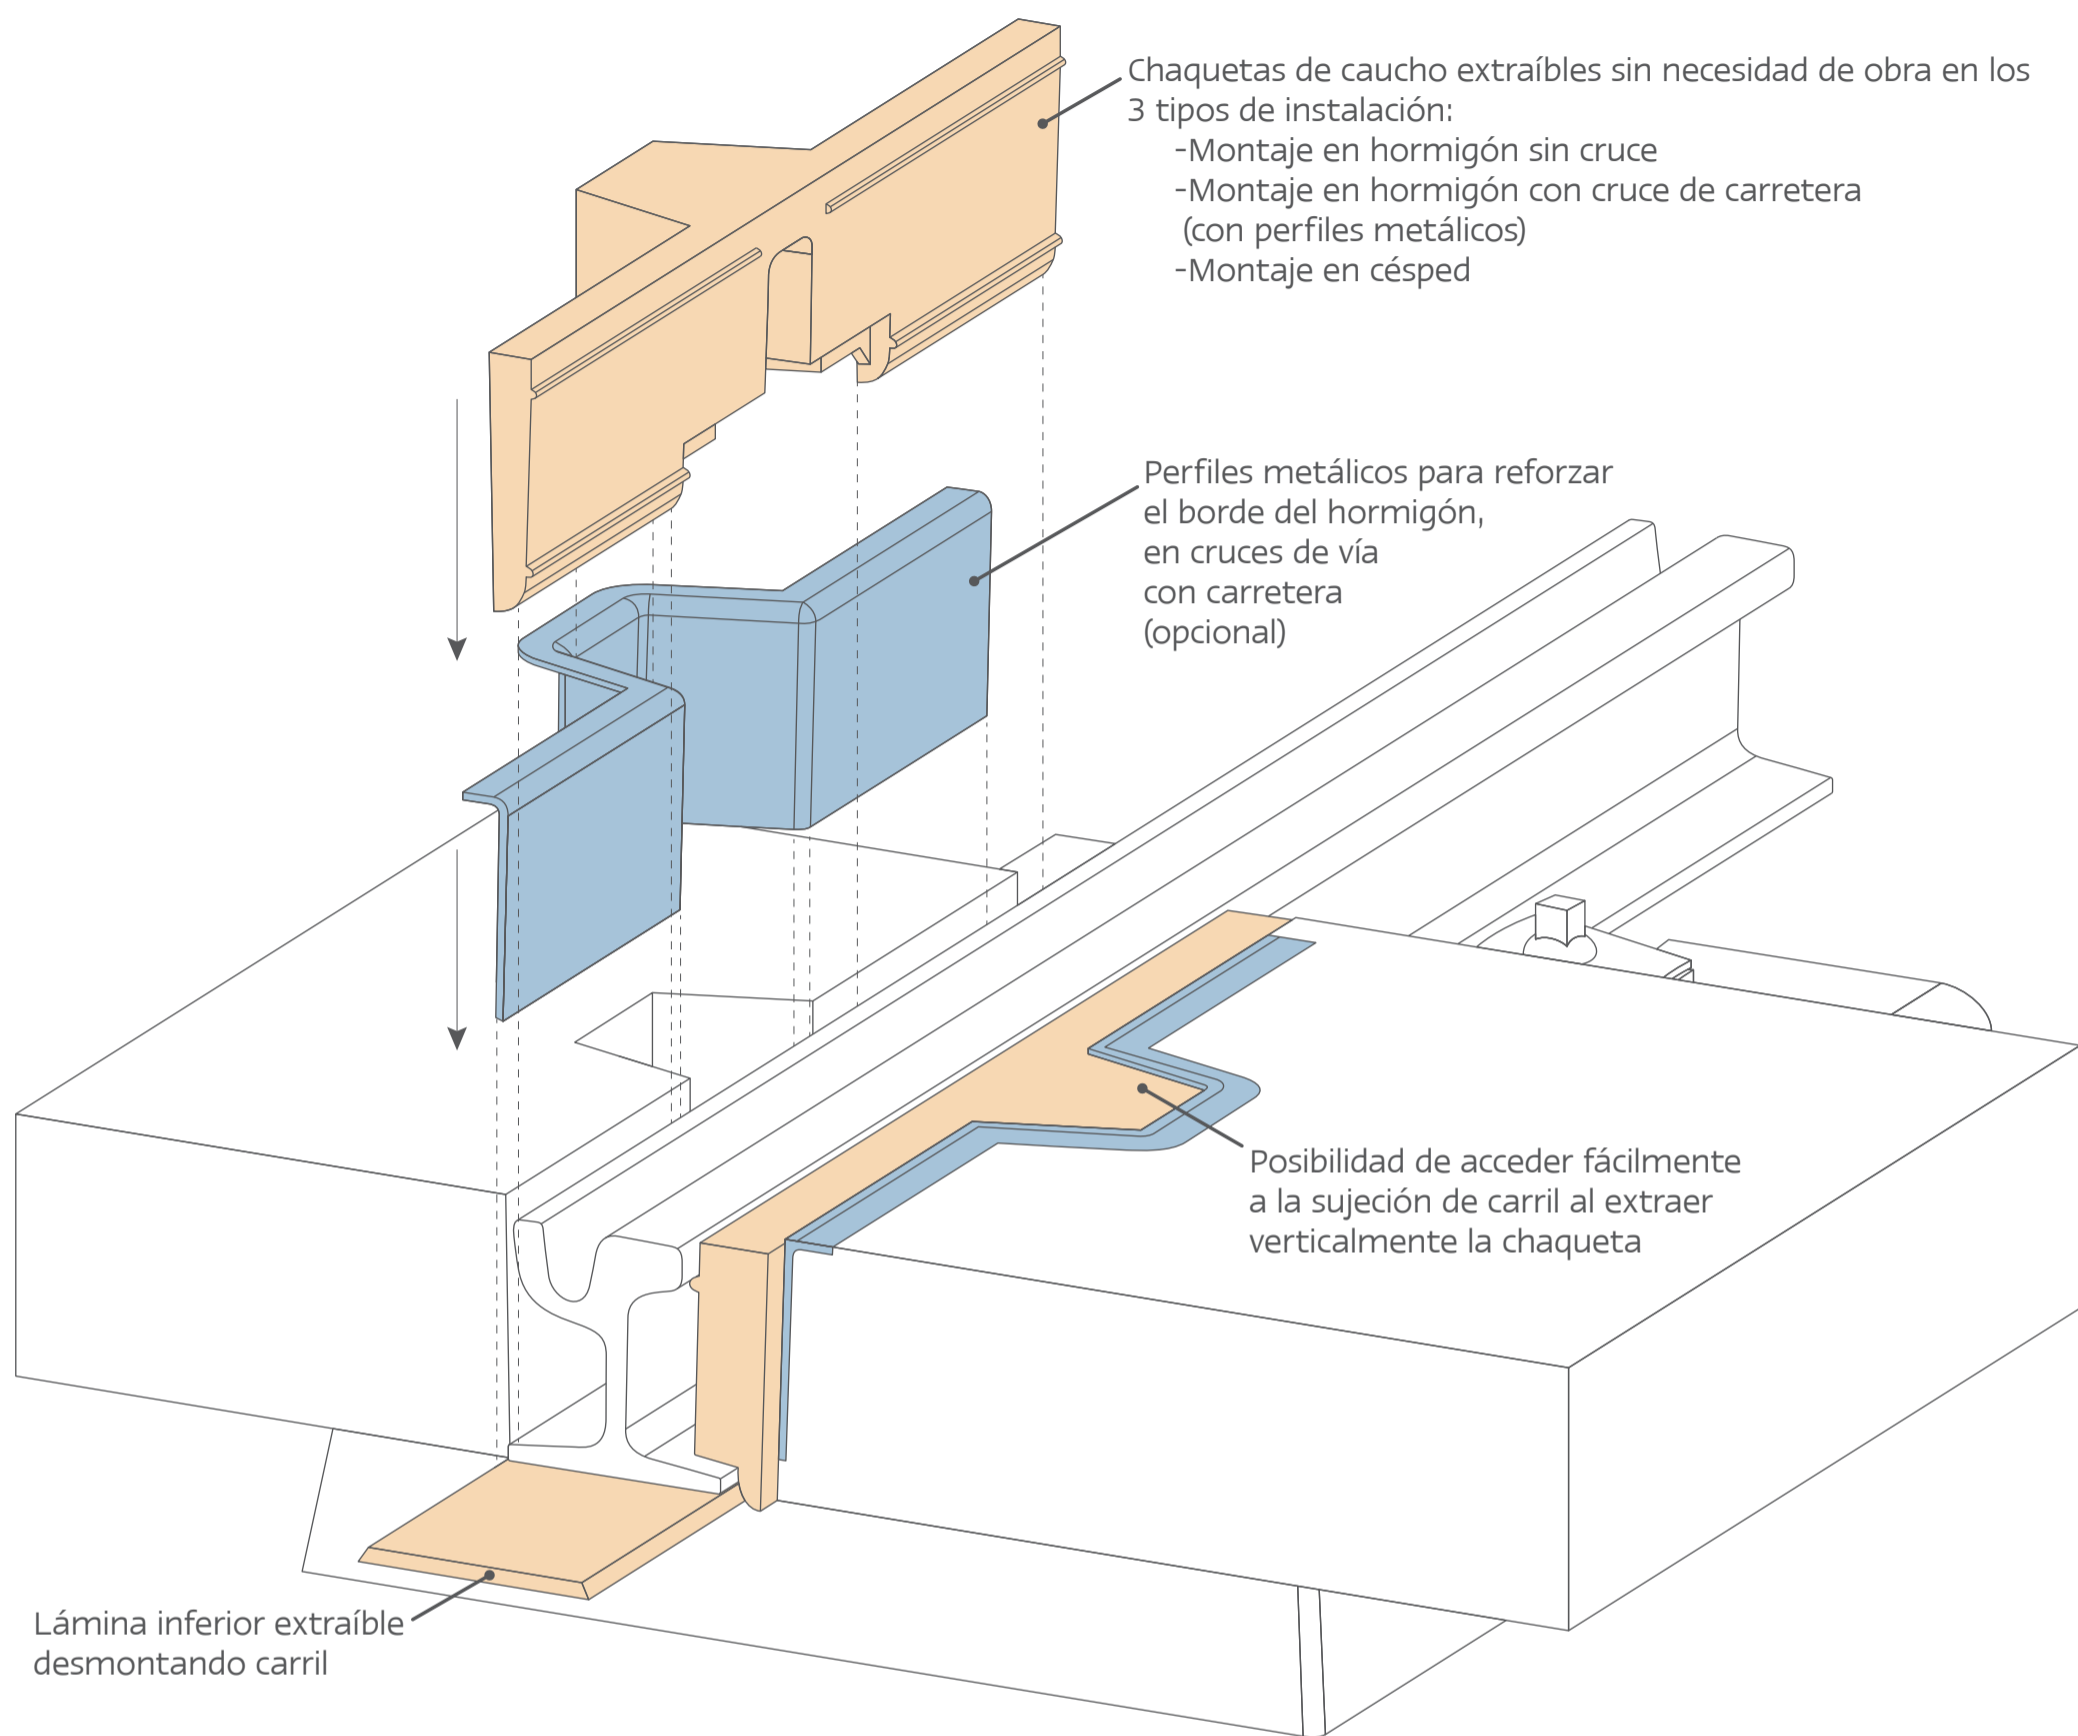 Chaquetas de caucho extraíbles sin necesidad de obra en los
3 tipos de instalación:
-Montaje en hormigón sin cruce
-Montaje en hormigón con cruce de carretera
(con perfiles metálicos)
-Montaje en césped
Perfiles metálicos para reforzar
el borde del hormigón,
en cruces de vía
con carretera
(opcional)
Posibilidad de acceder fácilmente
a la sujeción de carril al extraer
verticalmente la chaqueta
Lámina inferior extraíble
desmontando carril